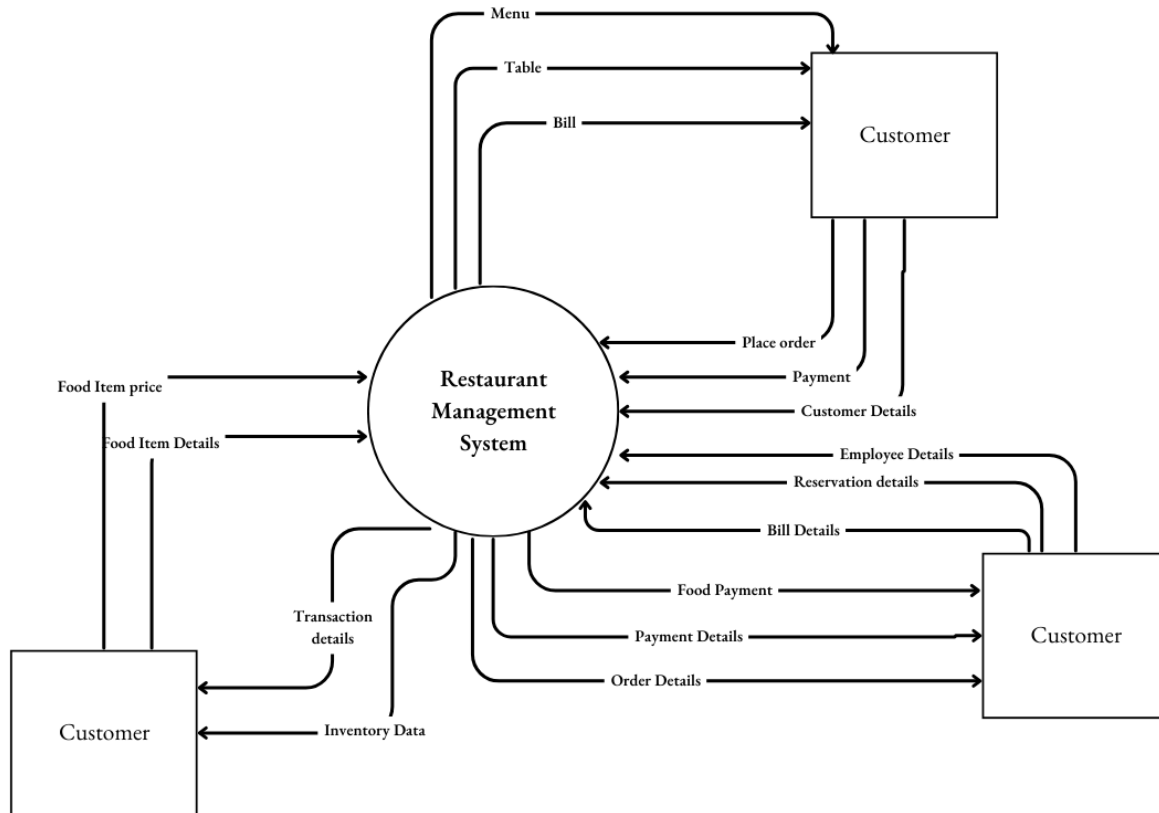 Menu
Table
Bill
Customer
Place order
Payment
Customer Details
Restaurant
Management
System
Food Item price
Food Item Details
Employee Details
Reservation details
Bill Details
Food Payment
Payment Details
Order Details
Customer
Transaction
details
Inventory Data
Customer